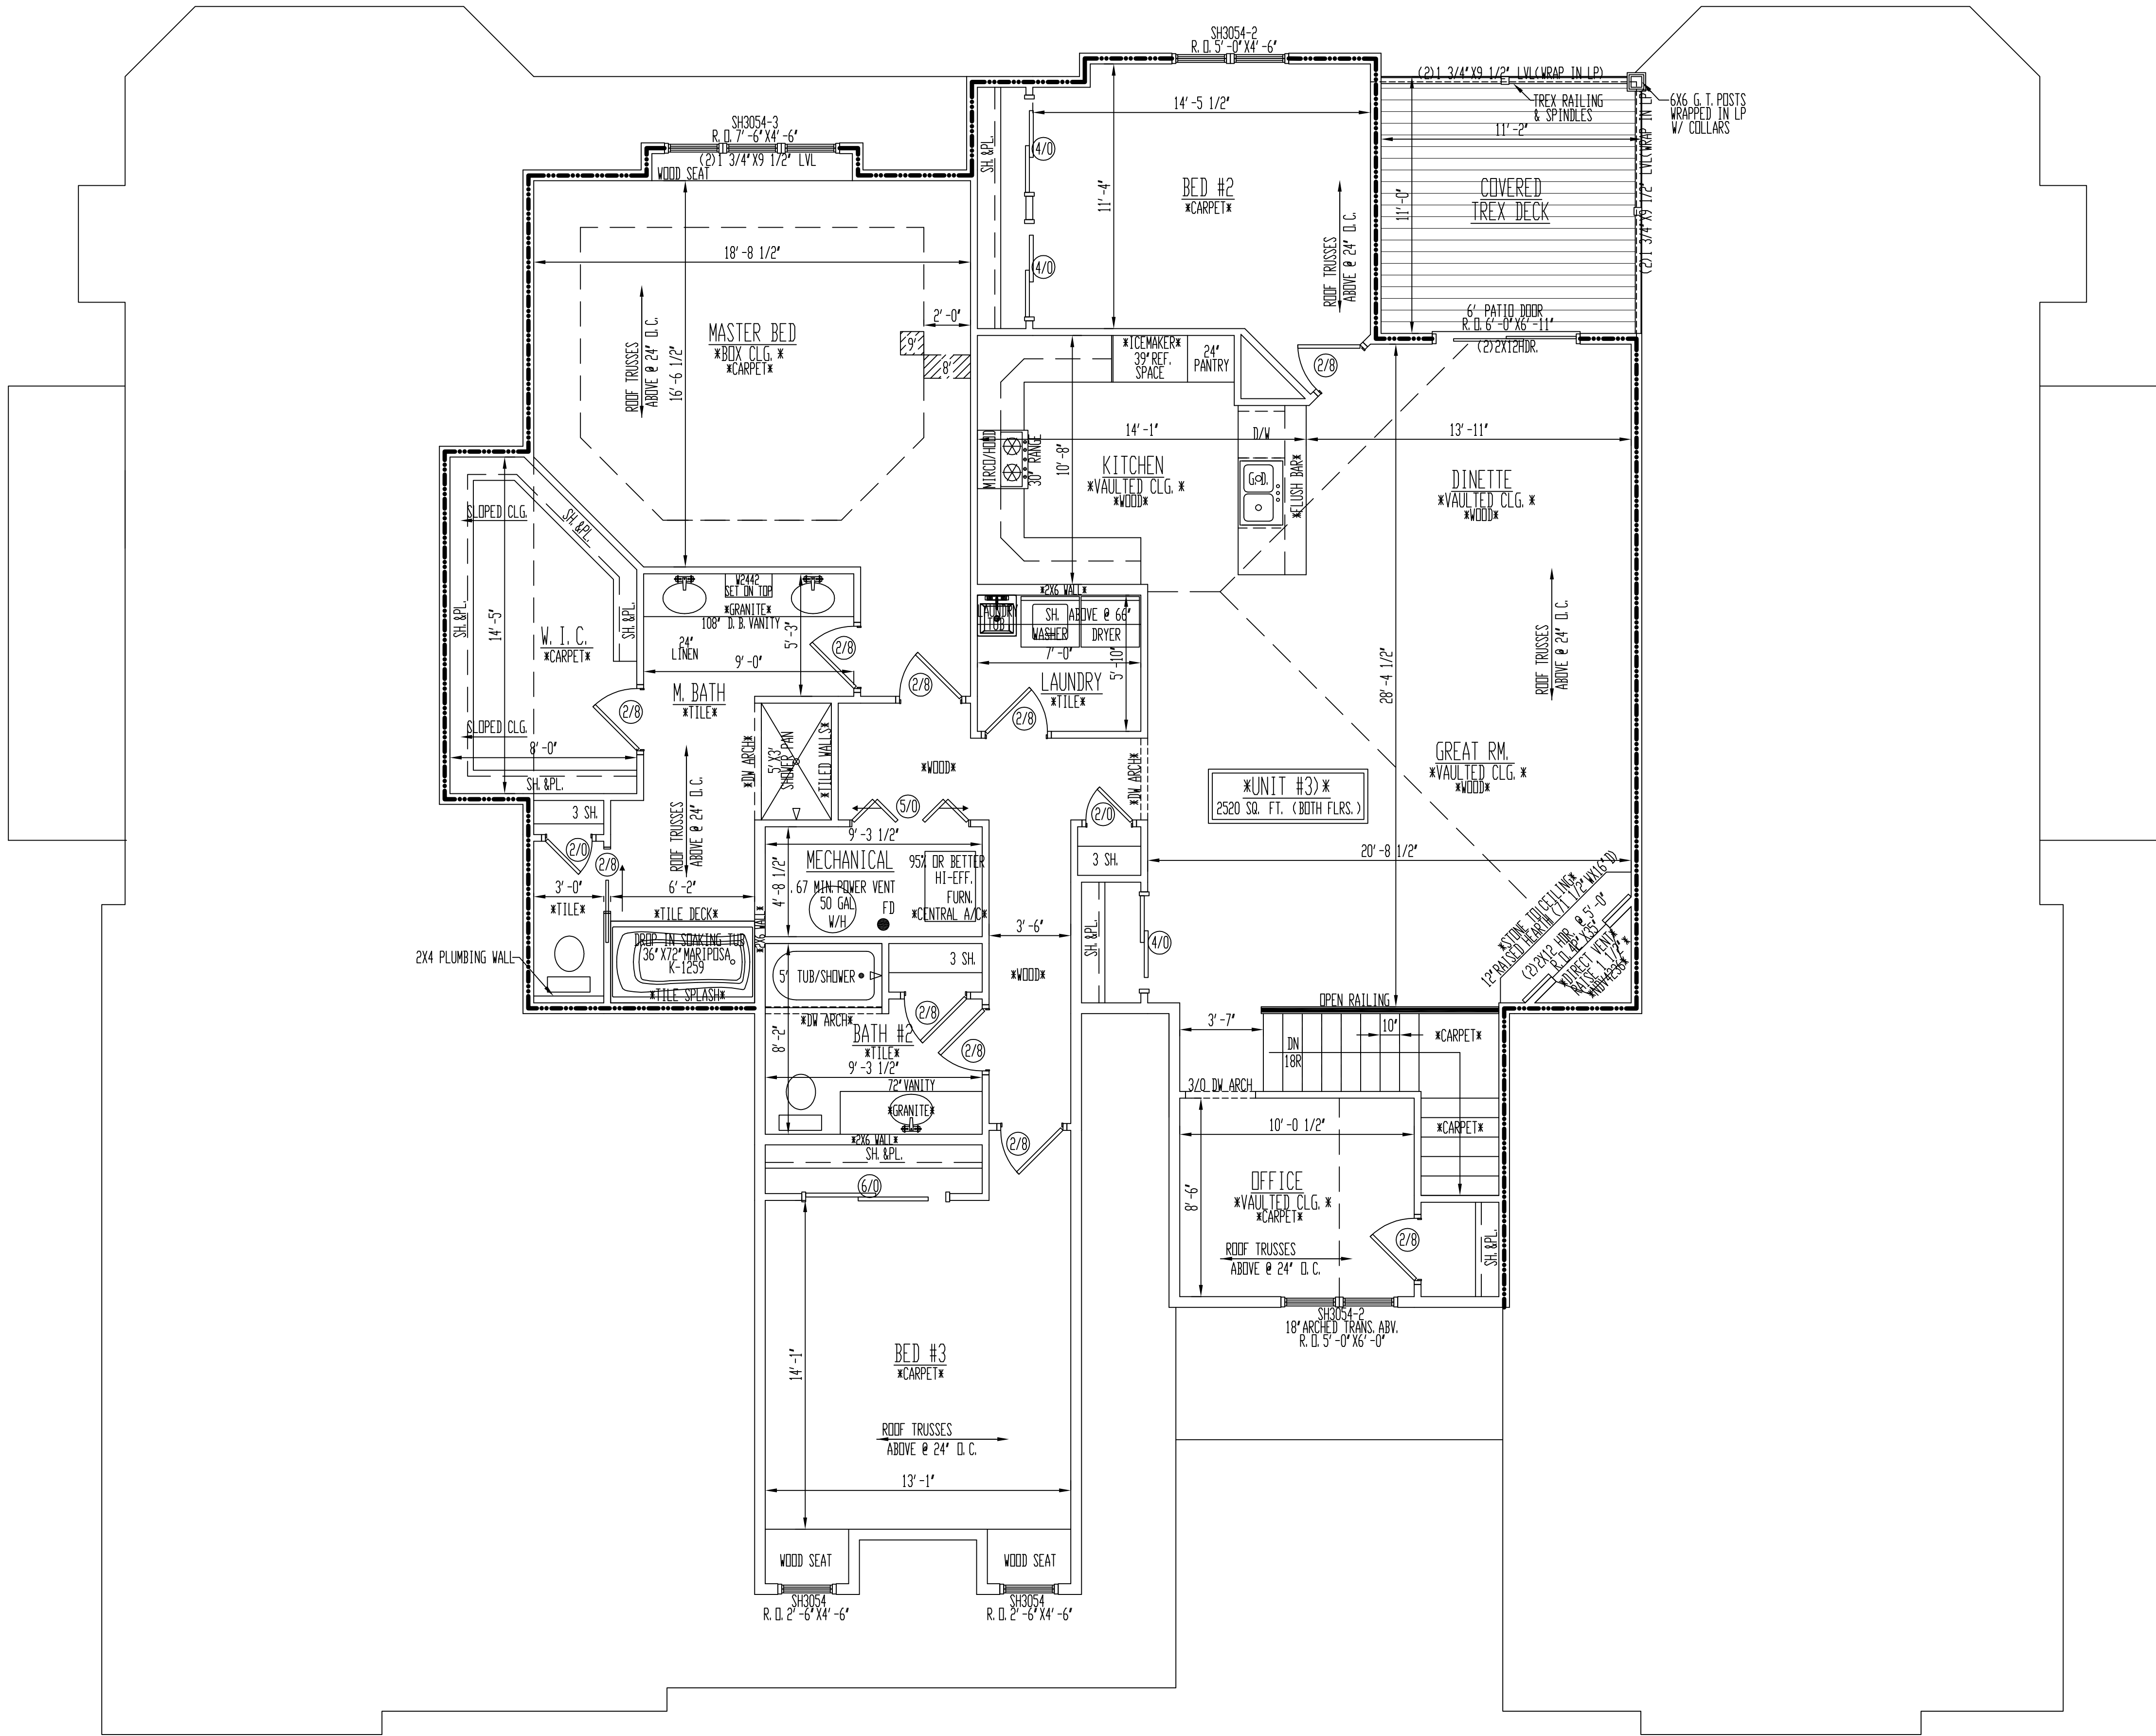 SH3054-2
R. O. 5'-0"X4'-6"
(2)1 3/4"X9 1/2" LVL(WRAP IN LP)
TREX RAILING
& SPINDLES
6X6 G. T. POSTS
WRAPPED IN LP
W/ COLLARS
14'-5 1/2"
11'-2"
(2)1 3/4"X9 1/2" LVL(WRAP IN LP)
SH3054-3
R. O. 7'-6"X4'-6"
(2)1 3/4"X9 1/2" LVL
WOOD SEAT
SH. &PL.
4/0
4/0
11'-4"
BED #2
*CARPET*
ROOF TRUSSES
ABOVE @ 24" O. C.
11'-0"
COVERED
TREX DECK
6' PATIO DOOR
R. O. 6'-0"X6'-11"
(2)2X12HDR.
18'-8 1/2"
2'-0"
MASTER BED
*BOX CLG. *
*CARPET*
ROOF TRUSSES
ABOVE @ 24" O. C.
16'-6 1/2"
9'
8'
*ICEMAKER*
39"REF.
SPACE
24"
PANTRY
2/8
14'-1"
13'-11"
D/W
MIRCO/HOOD
30" RANGE
10'-8"
KITCHEN
*VAULTED CLG. *
*WOOD*
G.D.
*FLUSH BAR*
DINETTE
*VAULTED CLG. *
*WOOD*
SLOPED CLG.
SH. &PL.
SH. &PL.
14'-5"
W. I. C.
*CARPET*
SH. &PL.
W2442
SET ON TOP
*GRANITE*
108" D. B. VANITY
24"
LINEN
9'-0"
5'-3"
2/8
2/8
*2X6 WALL*
LAUNDRY
TUB
SH. ABOVE @ 66"
WASHER
DRYER
7'-0"
5'-10"
LAUNDRY
*TILE*
2/8
28'-4 1/2"
ROOF TRUSSES
ABOVE @ 24" O. C.
M. BATH
*TILE*
2/8
SLOPED CLG.
8'-0"
SH. &PL.
*DW ARCH*
5'X3'
SHOWER PAN
*TILED WALLS*
*WOOD*
*DW ARCH*
GREAT RM.
*VAULTED CLG. *
*WOOD*
*UNIT #3)*
2520 SQ. FT. (BOTH FLRS.)
ROOF TRUSSES
ABOVE @ 24" O. C.
3 SH.
2/0
2/8
5/0
2/0
9'-3 1/2"
MECHANICAL
4'-8 1/2"
.67 MIN.POWER VENT
50 GAL
W/H
FD
95% OR BETTER
HI-EFF.
FURN.
*CENTRAL A/C*
3 SH.
20'-8 1/2"
3'-0"
*TILE*
6'-2"
*TILE DECK*
*2X6 WALL*
DROP IN SOAKING TUB
36"X72"MARIPOSA
K-1259
*TILE SPLASH*
2X4 PLUMBING WALL
3'-6"
*WOOD*
SH. &PL.
4/0
*STONE TO CEILING*
12"RAISED HEARTH (71 1/2"WX16"D)
(2)2X12 HDR. @ 5'-0"
R. O. 42"X35"
*DIRECT VENT*
RAISE 1 1/2"*
*NDV4236*
5' TUB/SHOWER
3 SH.
*DW ARCH*
2/8
8'-2"
BATH #2
*TILE*
9'-3 1/2"
2/8
72"VANITY
*GRANITE*
*2X6 WALL*
SH. &PL.
6/0
2/8
OPEN RAILING
3'-7"
DN
18R
10"
*CARPET*
*CARPET*
3/0 DW ARCH
10'-0 1/2"
8'-6"
OFFICE
*VAULTED CLG. *
*CARPET*
ROOF TRUSSES
ABOVE @ 24" O. C.
2/8
SH. &PL.
SH3054-2
18"ARCHED TRANS. ABV.
R. O. 5'-0"X6'-0"
14'-1"
BED #3
*CARPET*
ROOF TRUSSES
ABOVE @ 24" O. C.
13'-1"
WOOD SEAT
WOOD SEAT
SH3054
R. O. 2'-6"X4'-6"
SH3054
R. O. 2'-6"X4'-6"